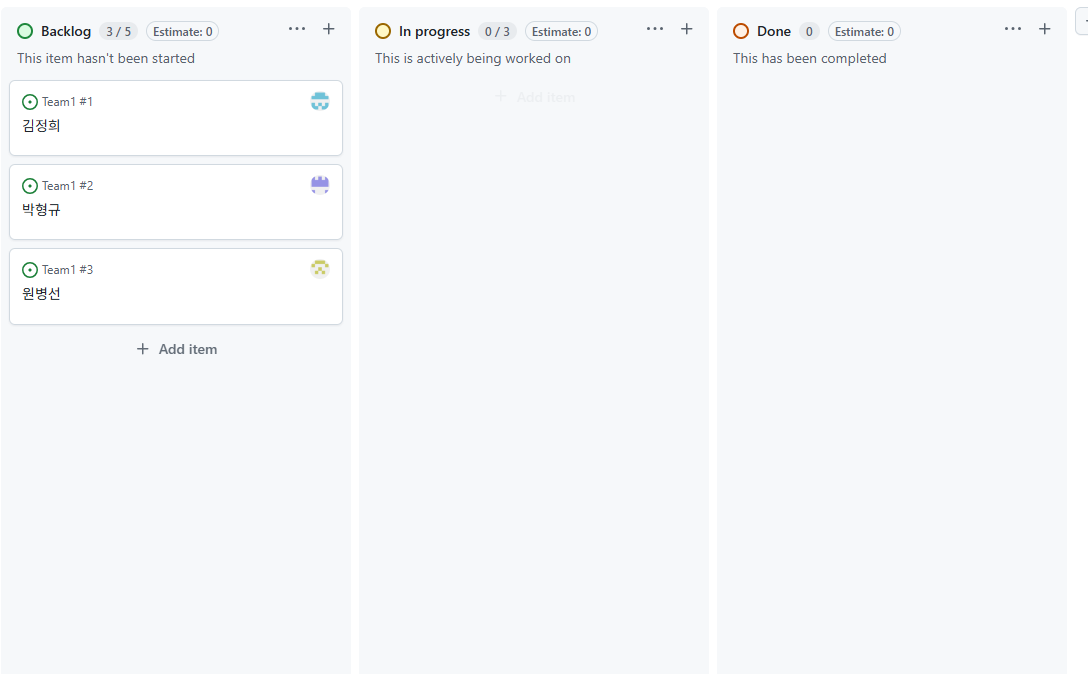 Backlog 3 / 5 Estimate: 0
This item hasn't been started
Team1 #1
김정희
Team1 #2
박형규
Team1 #3
원병선
Add item
In progress 0 / 3 Estimate: 0
This is actively being worked on
Add item
Done 0 Estimate: 0
This has been completed